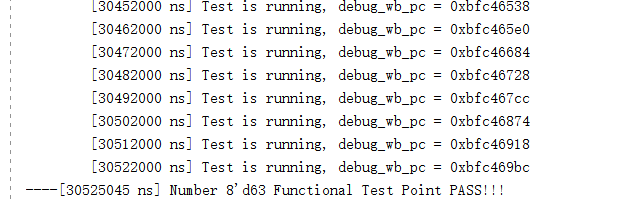 [30452000 ns] Test is running, debug_wb_pc = 0xbfc46538
[30462000 ns] Test is running, debug_wb_pc = 0xbfc465e0
[30472000 ns] Test is running, debug_wb_pc = 0xbfc46684
[30482000 ns] Test is running, debug_wb_pc = 0xbfc46728
[30492000 ns] Test is running, debug_wb_pc = 0xbfc467cc
[30502000 ns] Test is running, debug_wb_pc = 0xbfc46874
[30512000 ns] Test is running, debug_wb_pc = 0xbfc46918
[30522000 ns] Test is running, debug_wb_pc = 0xbfc469bc
----[30525045 ns] Number 8'd63 Functional Test Point PASS!!!